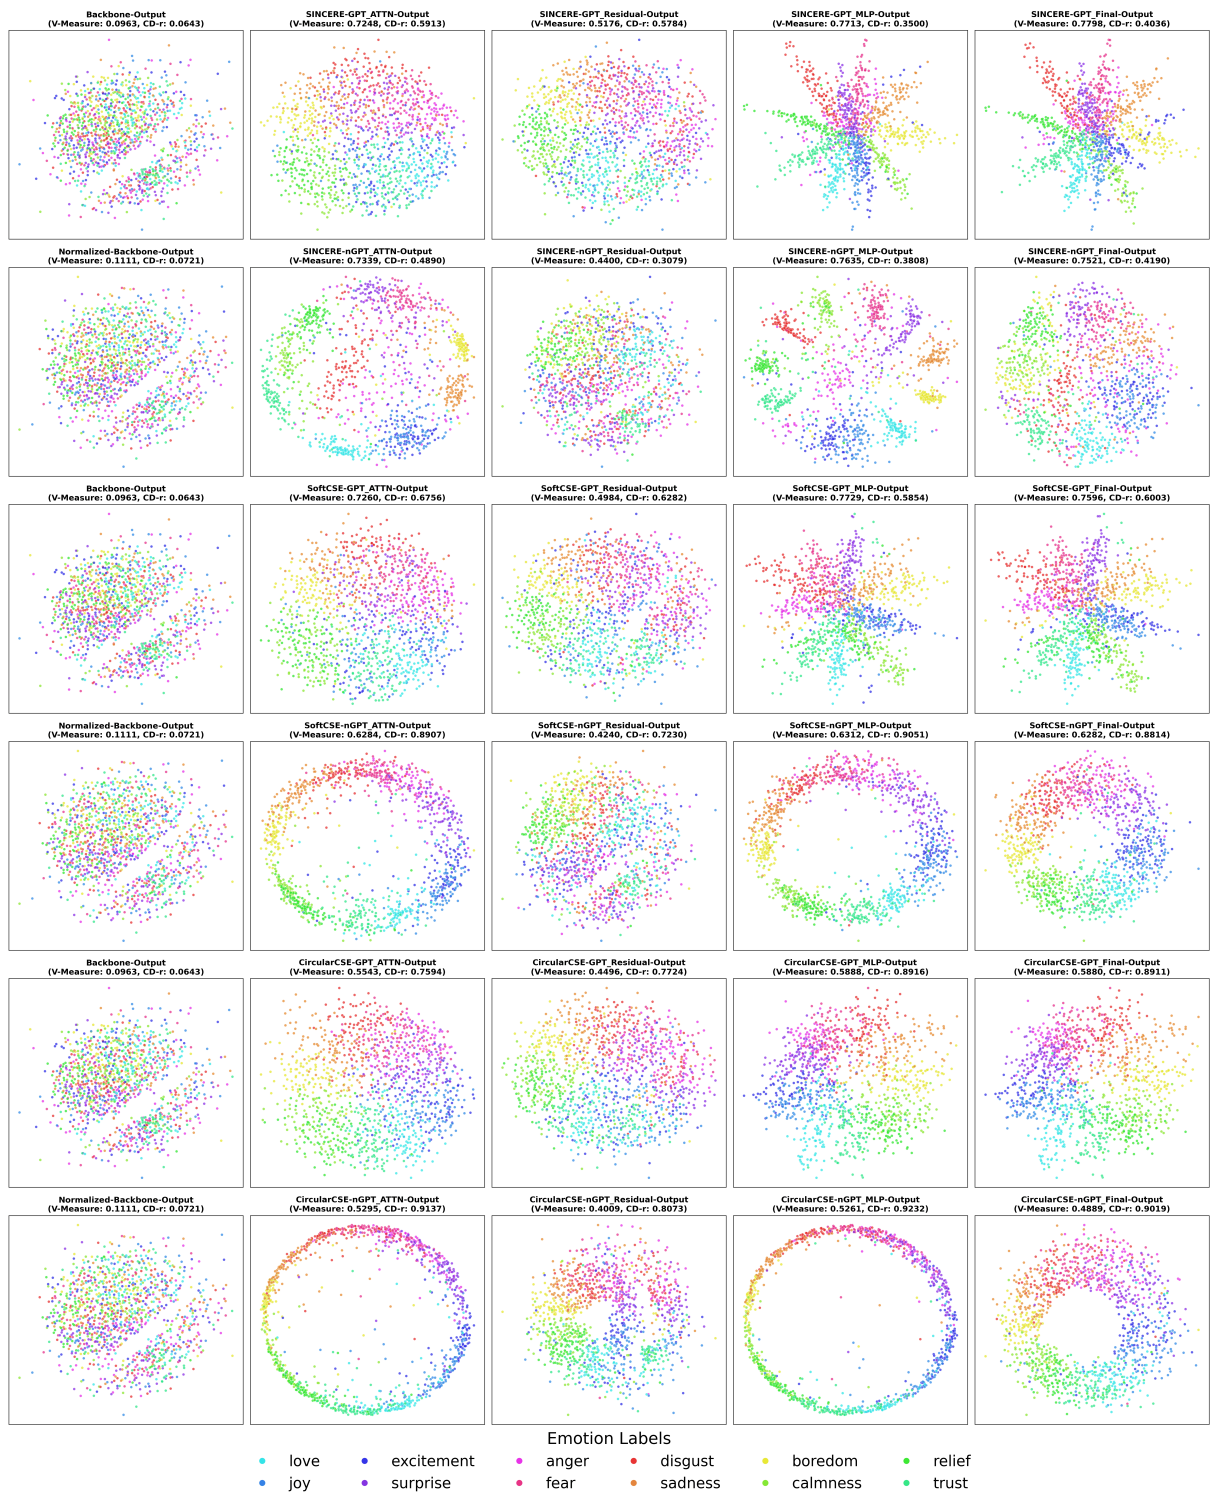 Backbone-Output
(V-Measure: 0.0963, CD-r: 0.0643)
SINCERE-GPT_ATTN-Output
(V-Measure: 0.7248, CD-r: 0.5913)
SINCERE-GPT_Residual-Output
(V-Measure: 0.5176, CD-r: 0.5784)
SINCERE-GPT_MLP-Output
(V-Measure: 0.7713, CD-r: 0.3500)
SINCERE-GPT_Final-Output
(V-Measure: 0.7798, CD-r: 0.4036)
Normalized-Backbone-Output
(V-Measure: 0.1111, CD-r: 0.0721)
SINCERE-nGPT_ATTN-Output
(V-Measure: 0.7339, CD-r: 0.4890)
SINCERE-nGPT_Residual-Output
(V-Measure: 0.4400, CD-r: 0.3079)
SINCERE-nGPT_MLP-Output
(V-Measure: 0.7635, CD-r: 0.3808)
SINCERE-nGPT_Final-Output
(V-Measure: 0.7521, CD-r: 0.4190)
Backbone-Output
(V-Measure: 0.0963, CD-r: 0.0643)
SoftCSE-GPT_ATTN-Output
(V-Measure: 0.7260, CD-r: 0.6756)
SoftCSE-GPT_Residual-Output
(V-Measure: 0.4984, CD-r: 0.6282)
SoftCSE-GPT_MLP-Output
(V-Measure: 0.7729, CD-r: 0.5854)
SoftCSE-GPT_Final-Output
(V-Measure: 0.7596, CD-r: 0.6003)
Normalized-Backbone-Output
(V-Measure: 0.1111, CD-r: 0.0721)
SoftCSE-nGPT_ATTN-Output
(V-Measure: 0.6284, CD-r: 0.8907)
SoftCSE-nGPT_Residual-Output
(V-Measure: 0.4240, CD-r: 0.7230)
SoftCSE-nGPT_MLP-Output
(V-Measure: 0.6312, CD-r: 0.9051)
SoftCSE-nGPT_Final-Output
(V-Measure: 0.6282, CD-r: 0.8814)
Backbone-Output
(V-Measure: 0.0963, CD-r: 0.0643)
CircularCSE-GPT_ATTN-Output
(V-Measure: 0.5543, CD-r: 0.7594)
CircularCSE-GPT_Residual-Output
(V-Measure: 0.4496, CD-r: 0.7724)
CircularCSE-GPT_MLP-Output
(V-Measure: 0.5888, CD-r: 0.8916)
CircularCSE-GPT_Final-Output
(V-Measure: 0.5880, CD-r: 0.8911)
Normalized-Backbone-Output
(V-Measure: 0.1111, CD-r: 0.0721)
CircularCSE-nGPT_ATTN-Output
(V-Measure: 0.5295, CD-r: 0.9137)
CircularCSE-nGPT_Residual-Output
(V-Measure: 0.4009, CD-r: 0.8073)
CircularCSE-nGPT_MLP-Output
(V-Measure: 0.5261, CD-r: 0.9232)
CircularCSE-nGPT_Final-Output
(V-Measure: 0.4889, CD-r: 0.9019)
Emotion Labels
love excitement anger disgust boredom relief
joy surprise fear sadness calmness trust